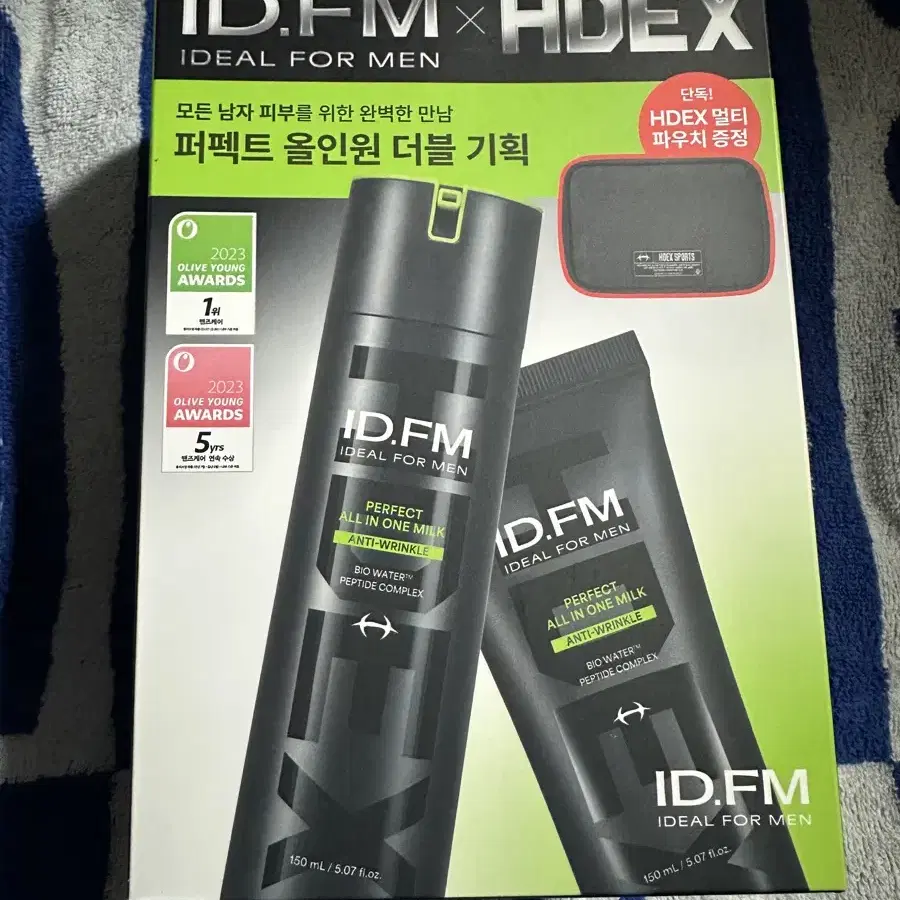 ID.FM × HDEX
IDEAL FOR MEN
모든 남자 피부를 위한 완벽한 만남
퍼펙트 올인원 더블 기획
단독!
HDEX 멀티
파우치 증정
HDEX SPORTS
2023
OLIVE YOUNG
AWARDS
1위
맨즈케어
2023
OLIVE YOUNG
AWARDS
5yrs
맨즈케어 연속 수상
ID.FM
IDEAL FOR MEN
PERFECT
ALL IN ONE MILK
ANTI-WRINKLE
BIO WATER™
PEPTIDE COMPLEX
HDEX
150 mL / 5.07 fl.oz.
ID.FM
IDEAL FOR MEN
PERFECT
ALL IN ONE MILK
ANTI-WRINKLE
BIO WATER™
PEPTIDE COMPLEX
150 mL / 5.07 fl.oz.
ID.FM
IDEAL FOR MEN